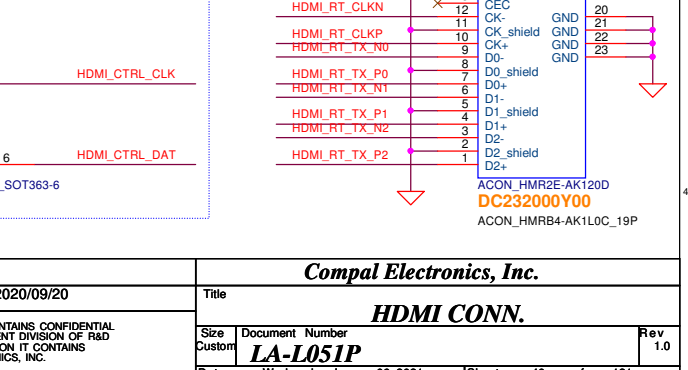 HDMI_RT_CLKN 12 CEC
CK- GND 20
11 CK_shield GND 21
HDMI_RT_CLKP 10 CK+ GND 22
HDMI_RT_TX_N0 9 D0- GND 23
8 D0_shield
HDMI_RT_TX_P0 7 D0+
HDMI_RT_TX_N1 6 D1-
5 D1_shield
HDMI_RT_TX_P1 4 D1+
HDMI_RT_TX_N2 3 D2-
2 D2_shield
HDMI_RT_TX_P2 1 D2+
HDMI_CTRL_CLK
6 HDMI_CTRL_DAT
_SOT363-6
ACON_HMR2E-AK120D
DC232000Y00
ACON_HMRB4-AK1L0C_19P
4
Compal Electronics, Inc.
2020/09/20
Title
HDMI CONN.
NTAINS CONFIDENTIAL
ENT DIVISION OF R&D
ON IT CONTAINS
ICS, INC.
Size Document Number Rev
Custom LA-L051P 1.0